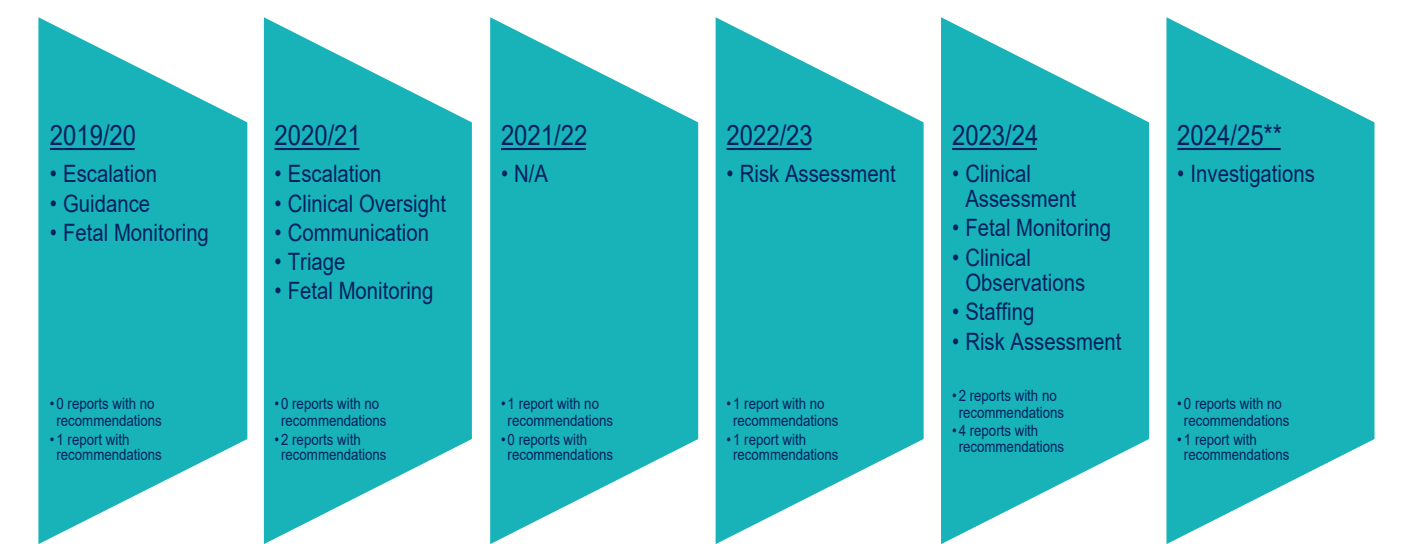 2019/20
• Escalation
• Guidance
• Fetal Monitoring
• 0 reports with no
recommendations
• 1 report with
recommendations
2020/21
• Escalation
• Clinical Oversight
• Communication
• Triage
• Fetal Monitoring
• 0 reports with no
recommendations
• 2 reports with
recommendations
2021/22
• N/A
• 1 report with no
recommendations
• 0 reports with
recommendations
2022/23
• Risk Assessment
• 1 report with no
recommendations
• 1 report with
recommendations
2023/24
• Clinical
Assessment
• Fetal Monitoring
• Clinical
Observations
• Staffing
• Risk Assessment
• 2 reports with no
recommendations
• 4 reports with
recommendations
2024/25**
• Investigations
• 0 reports with no
recommendations
• 1 report with
recommendations